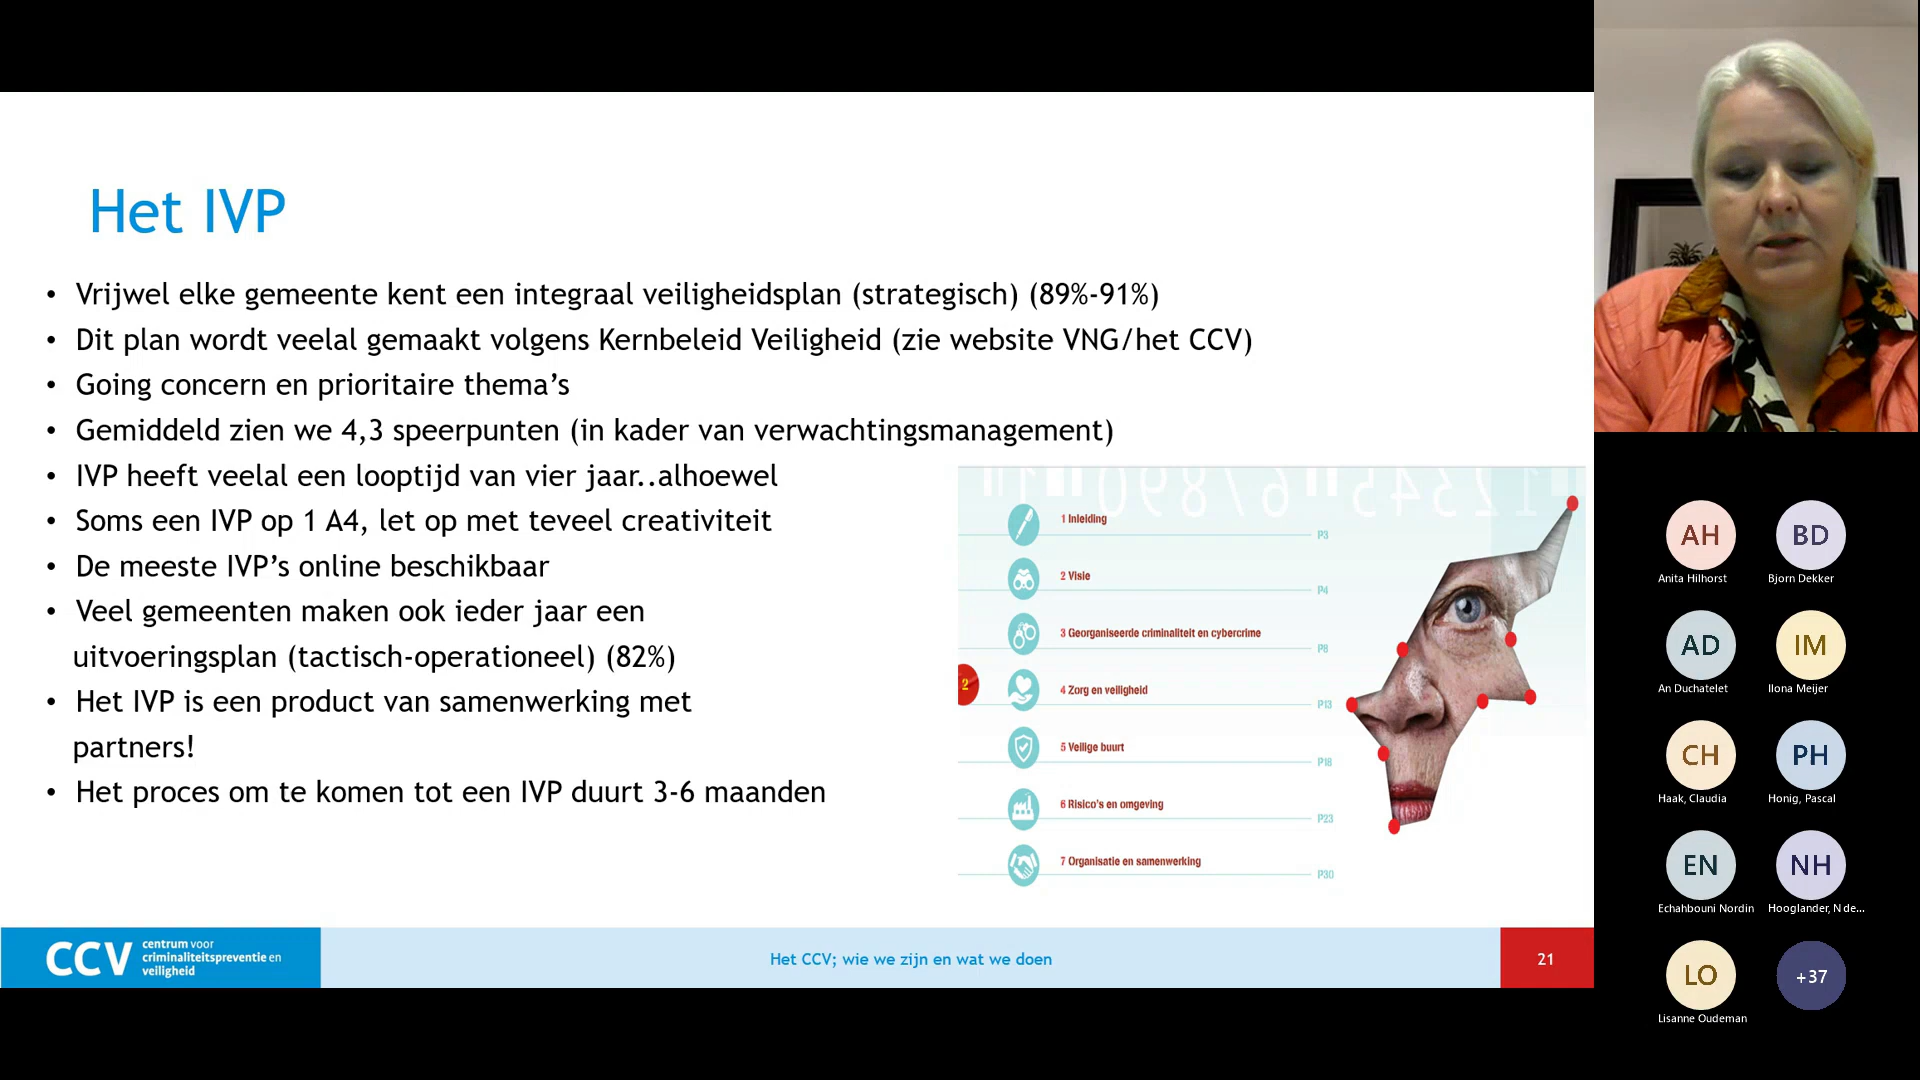 Het IVP
• Vrijwel elke gemeente kent een integraal veiligheidsplan (strategisch) (89%-91%)
• Dit plan wordt veelal gemaakt volgens Kernbeleid Veiligheid (zie website VNG/het CCV)
• Going concern en prioritaire thema’s
• Gemiddeld zien we 4,3 speerpunten (in kader van verwachtingsmanagement)
• IVP heeft veelal een looptijd van vier jaar..alhoewel
• Soms een IVP op 1 A4, let op met teveel creativiteit
• De meeste IVP’s online beschikbaar
• Veel gemeenten maken ook ieder jaar een
uitvoeringsplan (tactisch-operationeel) (82%)
• Het IVP is een product van samenwerking met
partners!
• Het proces om te komen tot een IVP duurt 3-6 maanden
1 Inleiding
P3
2 Visie
P4
3 Georganiseerde criminaliteit en cybercrime
P8
2
4 Zorg en veiligheid
P13
5 Veilige buurt
P18
6 Risico's en omgeving
P23
7 Organisatie en samenwerking
P30
CCV
centrum voor
criminaliteitspreventie en
veiligheid
Het CCV; wie we zijn en wat we doen
21
AH
BD
Anita Hilhorst
Bjorn Dekker
AD
IM
An Duchatelet
Ilona Meijer
CH
PH
Haak, Claudia
Honig, Pascal
EN
NH
Echahbouni Nordin
Hooglander, N de...
LO
+37
Lisanne Oudeman